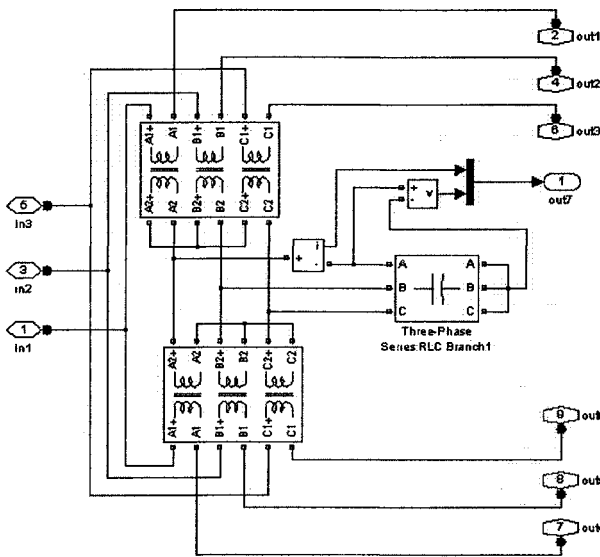 2 out1
4 out2
6 out3
A1+ A1 B1+ B1 C1+ C1
A2+ A2 B2+ B2 C2+ C2
5
in3
3
in2
1
in1
i
+
-
+
-
v
1
out7
A A
B B
C C
Three-Phase
Series RLC Branch1
A2+ A2 B2+ B2 C2+ C2
A1+ A1 B1+ B1 C1+ C1
9 out
8 out
7 out